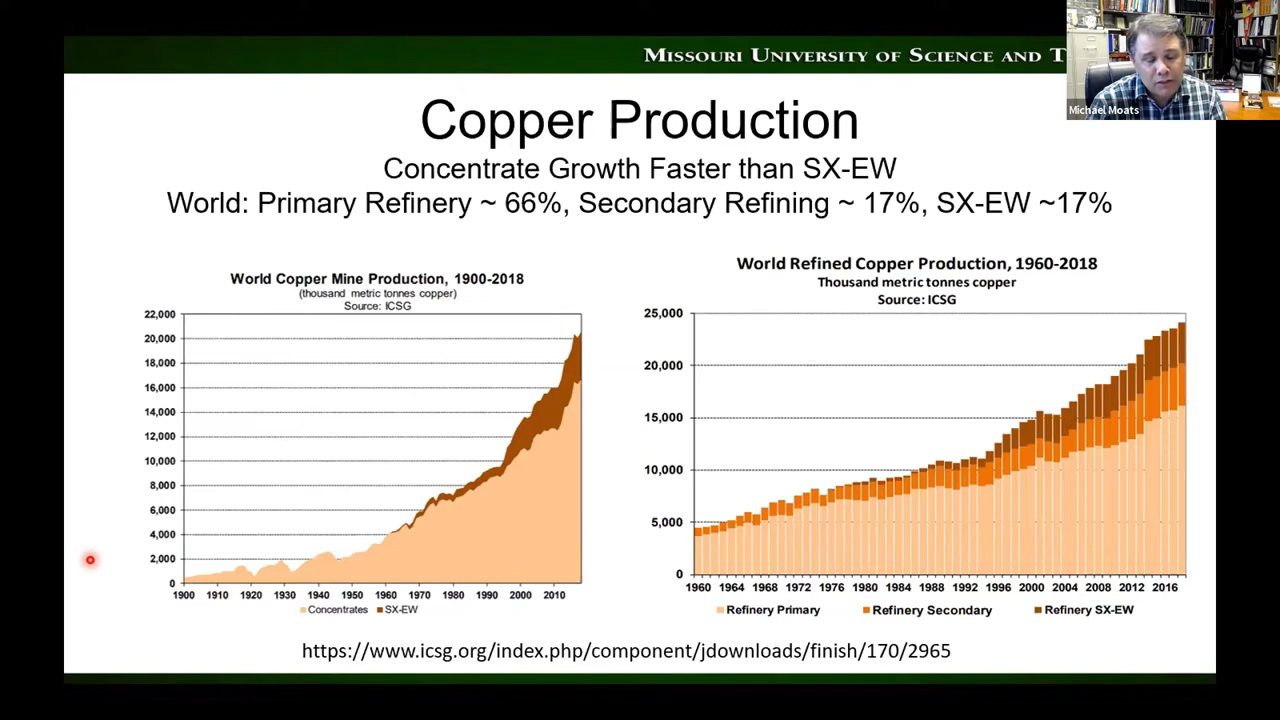 MISSOURI UNIVERSITY OF SCIENCE AND T
Michael Moats
Copper Production
Concentrate Growth Faster than SX-EW
World: Primary Refinery ~ 66%, Secondary Refining ~ 17%, SX-EW ~17%
World Copper Mine Production, 1900-2018
(thousand metric tonnes copper)
Source: ICSG
22,000
20,000
18,000
16,000
14,000
12,000
10,000
8,000
6,000
4,000
2,000
0
1900 1910 1920 1930 1940 1950 1960 1970 1980 1990 2000 2010
Concentrates SX-EW
World Refined Copper Production, 1960-2018
Thousand metric tonnes copper
Source: ICSG
25,000
20,000
15,000
10,000
5,000
0
1960 1964 1968 1972 1976 1980 1984 1988 1992 1996 2000 2004 2008 2012 2016
Refinery Primary Refinery Secondary Refinery SX-EW
https://www.icsg.org/index.php/component/jdownloads/finish/170/2965